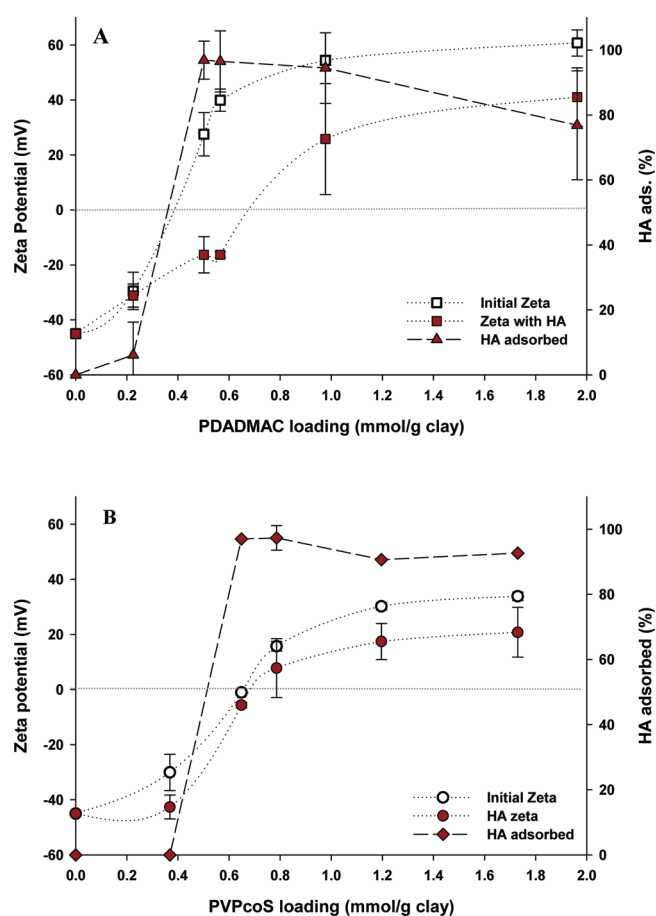 A
60
40
20
0
-20
-40
-60
Zeta Potential (mV)
100
80
60
40
20
0
HA ads. (%)
Initial Zeta
Zeta with HA
HA adsorbed
0.0 0.2 0.4 0.6 0.8 1.0 1.2 1.4 1.6 1.8 2.0
PDADMAC loading (mmol/g clay)
B
60
40
20
0
-20
-40
-60
Zeta potential (mV)
100
80
60
40
20
0
HA adsorbed (%)
Initial Zeta
HA zeta
HA adsorbed
0.0 0.2 0.4 0.6 0.8 1.0 1.2 1.4 1.6 1.8 2.0
PVPcoS loading (mmol/g clay)